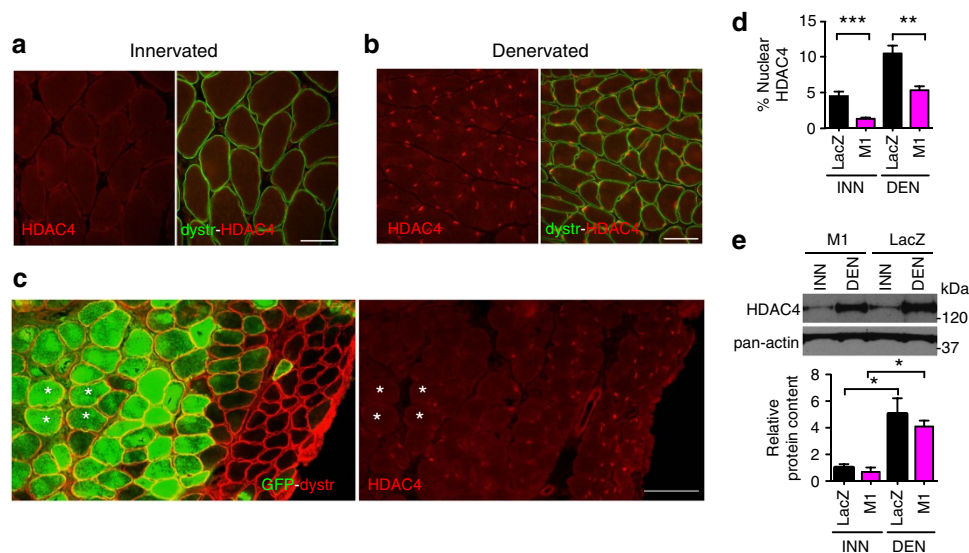 a
Innervated
HDAC4
dystr-HDAC4
b
Denervated
HDAC4
dystr-HDAC4
c
* *
* *
GFP-dystr
* *
* *
HDAC4
d
% Nuclear
HDAC4
15
10
5
0
***
**
LacZ
M1
LacZ
M1
INN
DEN
e
M1
LacZ
INN
DEN
INN
DEN
kDa
HDAC4
-120
pan-actin
-37
Relative
protein content
8
6
4
2
0
*
*
LacZ
M1
LacZ
M1
INN
DEN